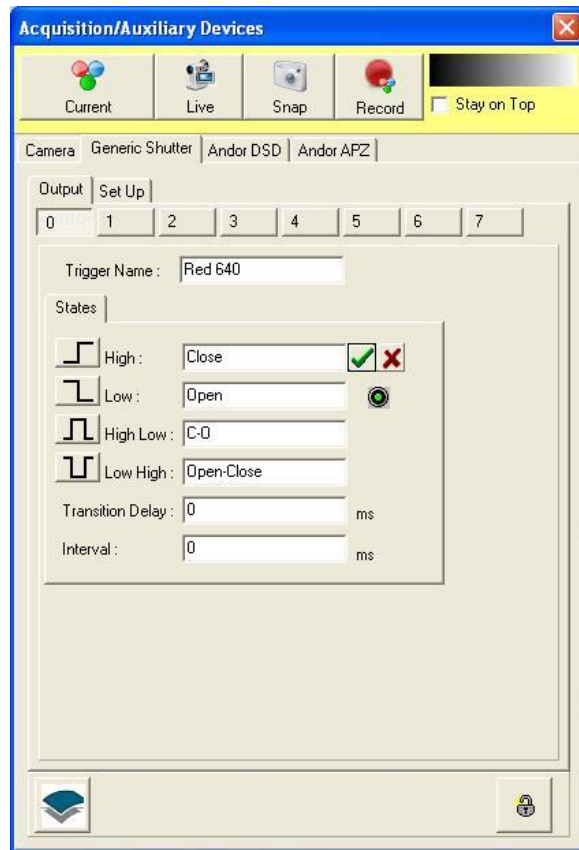 Acquisition/Auxiliary Devices
Current Live Snap Record Stay on Top
Camera Generic Shutter Andor DSD Andor APZ
Output Set Up
0 1 2 3 4 5 6 7
Trigger Name : Red 640
States
High : Close
Low : Open
High Low : C-O
Low High : Open-Close
Transition Delay : 0 ms
Interval : 0 ms